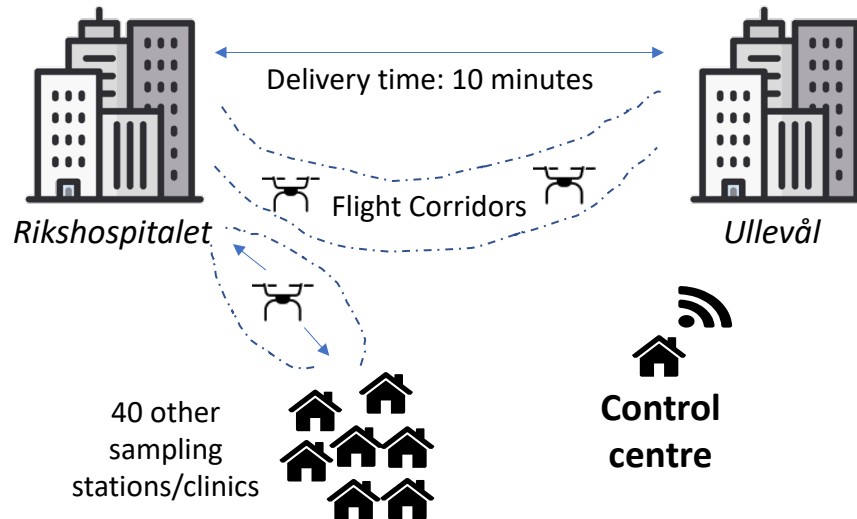 Delivery time: 10 minutes
Flight Corridors
Rikshospitalet
Ullevål
40 other
sampling
stations/clinics
Control
centre